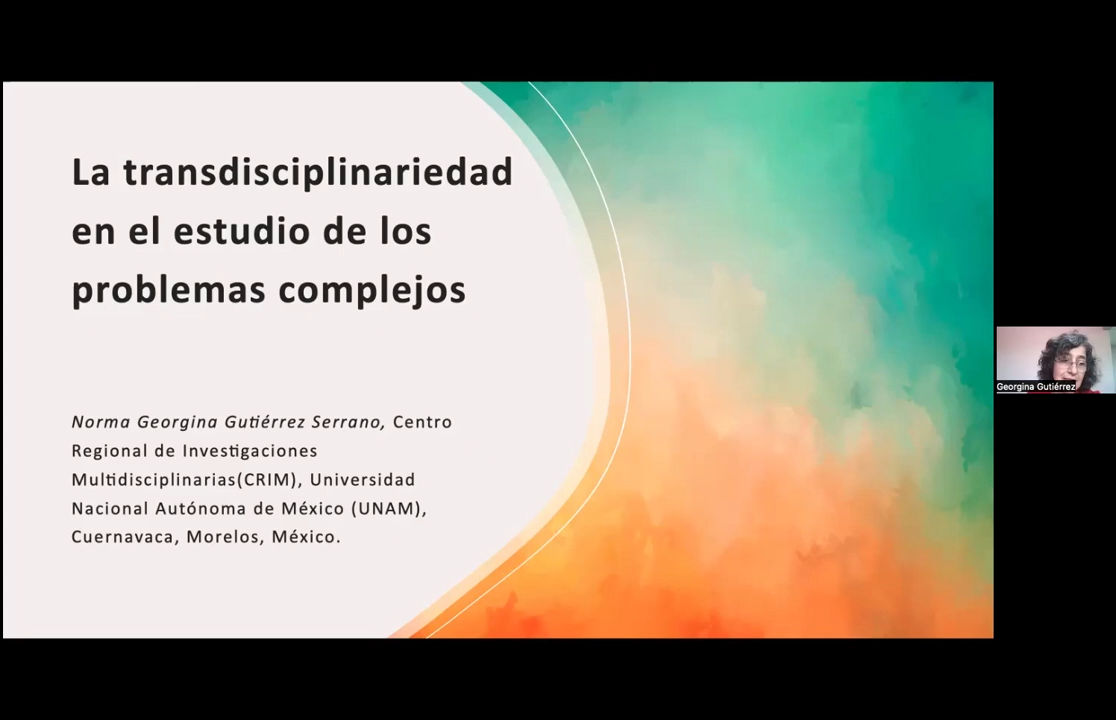 La transdisciplinariedad
en el estudio de los
problemas complejos
Norma Georgina Gutiérrez Serrano, Centro
Regional de Investigaciones
Multidisciplinarias(CRIM), Universidad
Nacional Autónoma de México (UNAM),
Cuernavaca, Morelos, México.
Georgina Gutiérrez